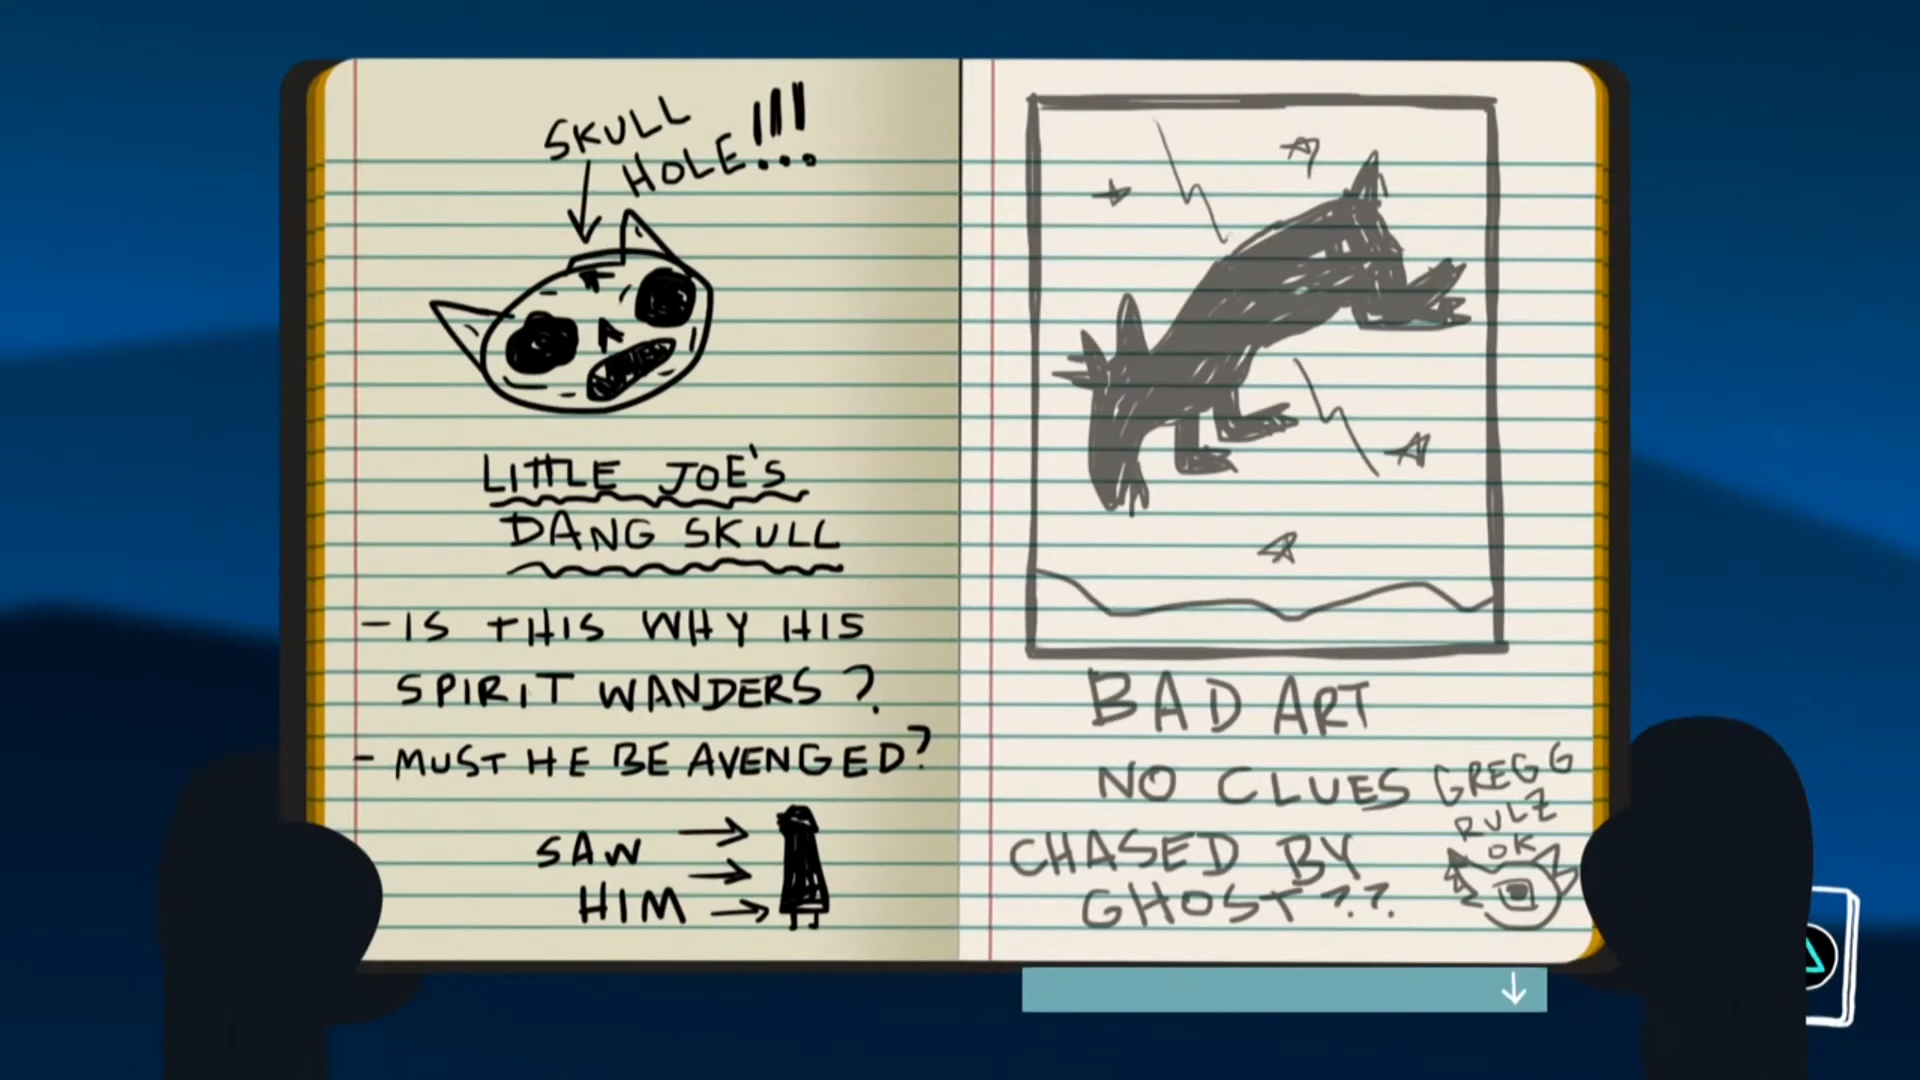 SKULL
HOLE!!!
LITTLE JOE'S
DANG SKULL
- IS THIS WHY HIS
SPIRIT WANDERS?
- MUST HE BE AVENGED?
SAW
HIM
BAD ART
NO CLUES
CHASED BY
GHOST??
GREGG
RULZ
OK